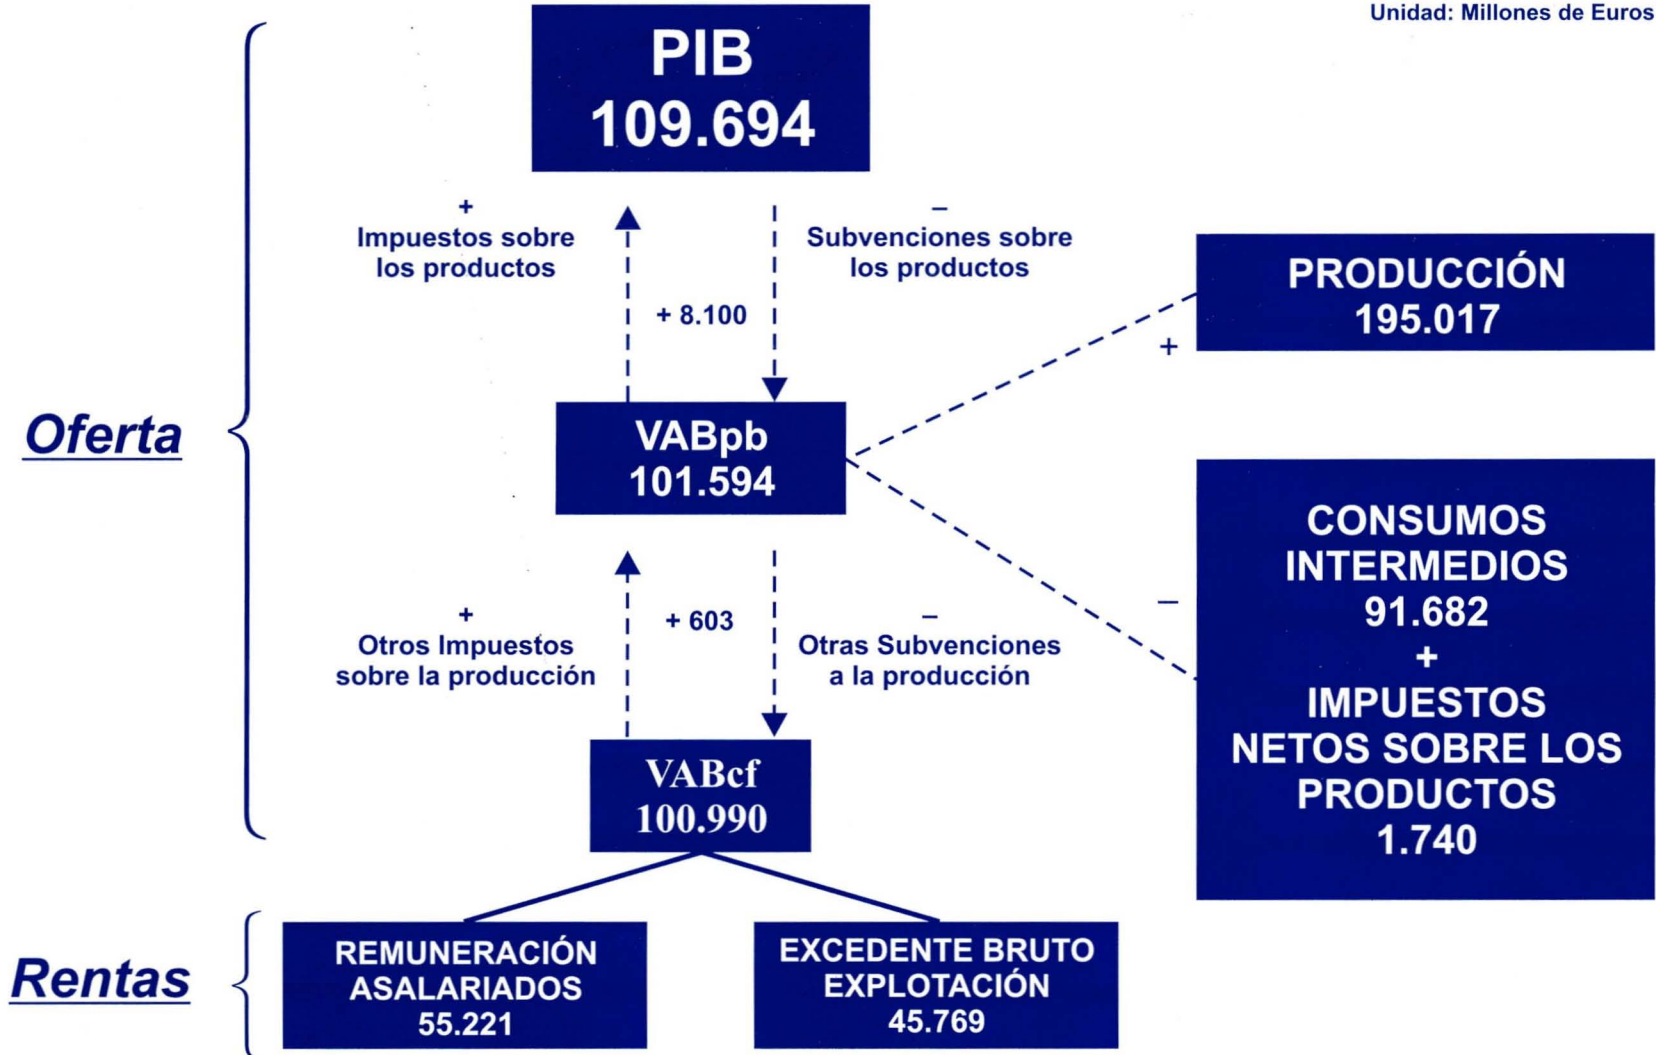 Unidad: Millones de Euros
PIB
109.694
+
Impuestos sobre
los productos
+ 8.100
–
Subvenciones sobre
los productos
PRODUCCIÓN
195.017
+
Oferta
VABpb
101.594
CONSUMOS
INTERMEDIOS
91.682
+
IMPUESTOS
NETOS SOBRE LOS
PRODUCTOS
1.740
–
+
Otros Impuestos
sobre la producción
+ 603
–
Otras Subvenciones
a la producción
VABcf
100.990
Rentas
REMUNERACIÓN
ASALARIADOS
55.221
EXCEDENTE BRUTO
EXPLOTACIÓN
45.769